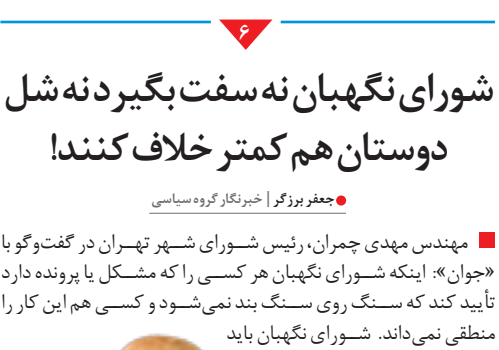 ۶
شورای نگهبان نه سفت بگیرد نه شل
دوستان هم کمتر خلاف کنند!
جعفر برزگر | خبرنگار گروه سیاسی
مهندس مهدی چمران، رئیس شورای شهر تهران در گفت‌وگو با
«جوان»: اینکه شورای نگهبان هر کسی را که مشکل یا پرونده دارد
تأیید کند که سنگ روی سنگ بند نمی‌شود و کسی هم این کار را
منطقی نمی‌داند. شورای نگهبان باید